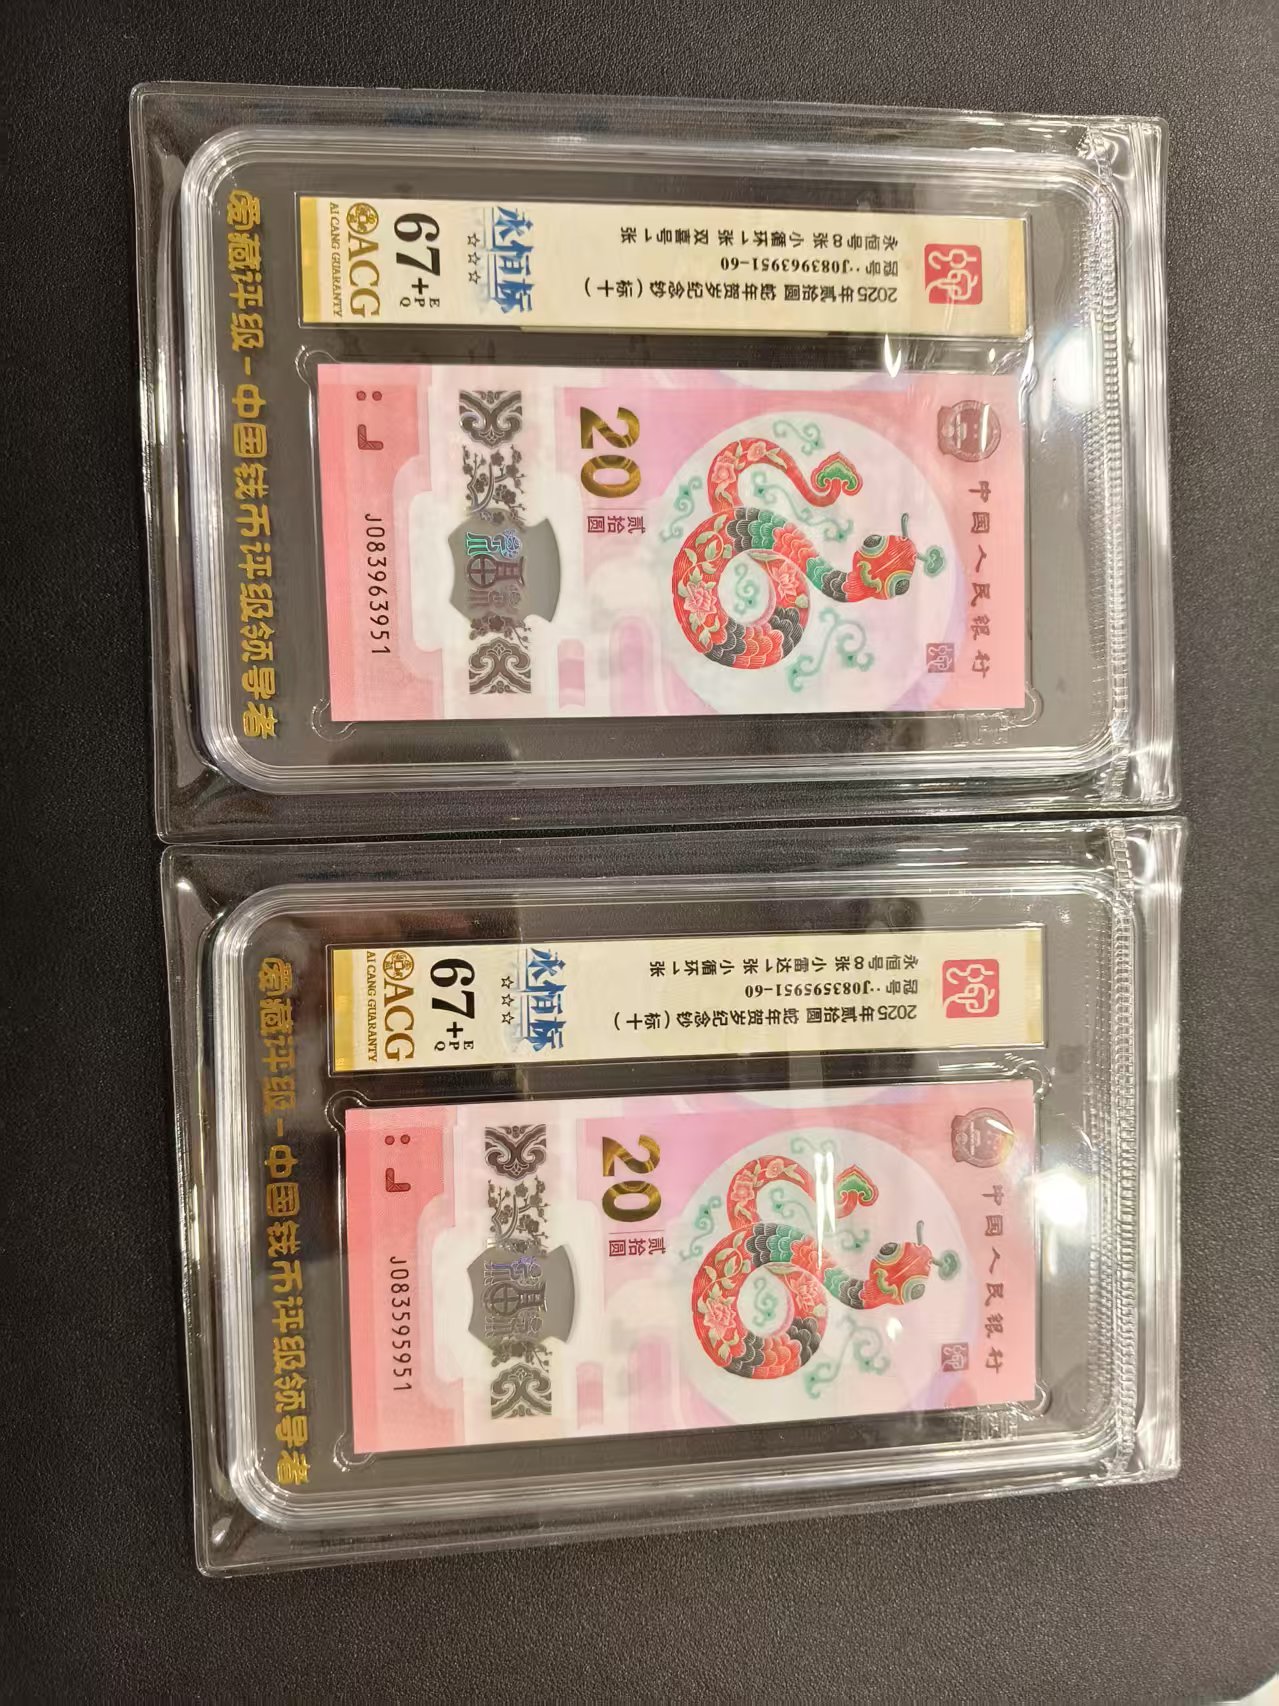 爱藏评级-中国钱币评级领导者
2025年贰拾圆 蛇年贺岁纪念钞（标十）
冠号:J083963951-60
永恒号8张 小循环1张 双喜号1张
永恒标
☆☆☆
67+
E
P
Q
ACG
AI CANG GUARANTY
中国人民银行
20
贰拾圆
J083963951
爱藏评级-中国钱币评级领导者
2025年贰拾圆 蛇年贺岁纪念钞（标十）
冠号:J083595951-60
永恒号8张 小雷达1张 小循环1张
永恒标
☆☆☆
67+
E
P
Q
ACG
AI CANG GUARANTY
中国人民银行
20
贰拾圆
J083595951